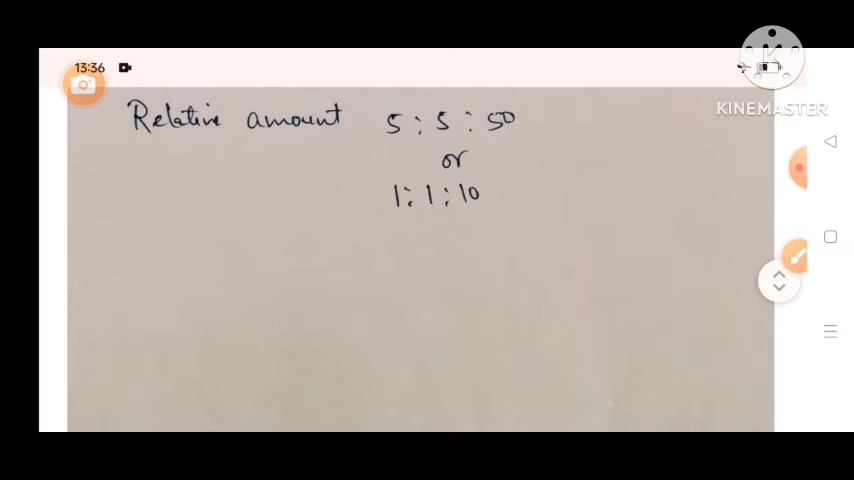 13:36
KINEMASTER
Relative amount 5 : 5 : 50
or
1 : 1 : 10